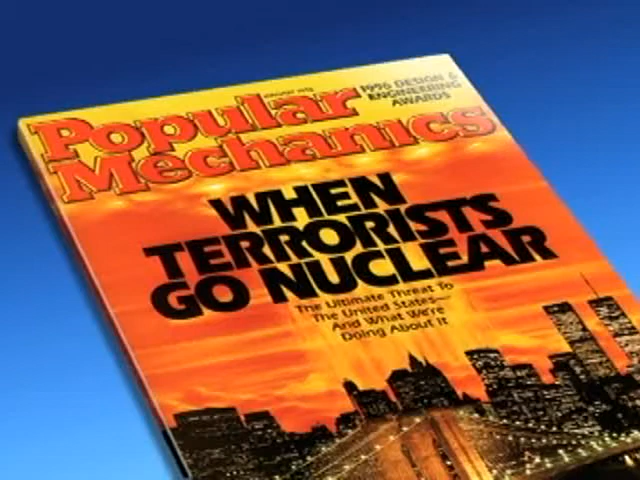 1996 DESIGN &
ENGINEERING
AWARDS
Popular
Mechanics
WHEN
TERRORISTS
GO NUCLEAR
The Ultimate Threat To
The United States—
And What We're
Doing About It